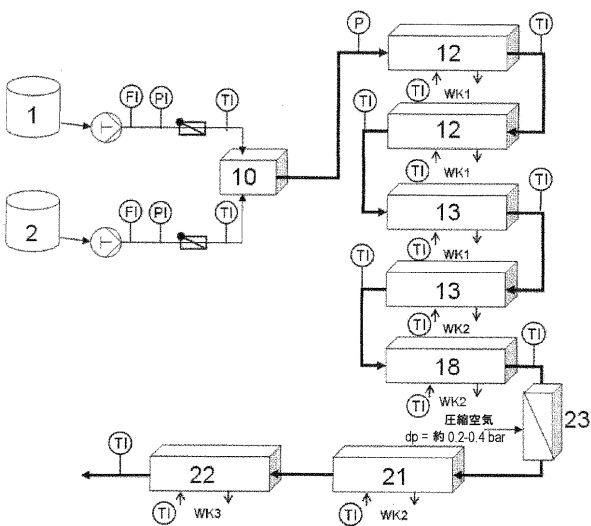 P
TI
12
TI
WK1
FI
PI
TI
TI
1
12
TI
WK1
10
TI
13
FI
PI
TI
TI
WK1
2
TI
13
TI
WK2
TI
18
TI
WK2
圧縮空気
23
dp = 約 0.2-0.4 bar
TI
22
21
TI
WK3
TI
WK2